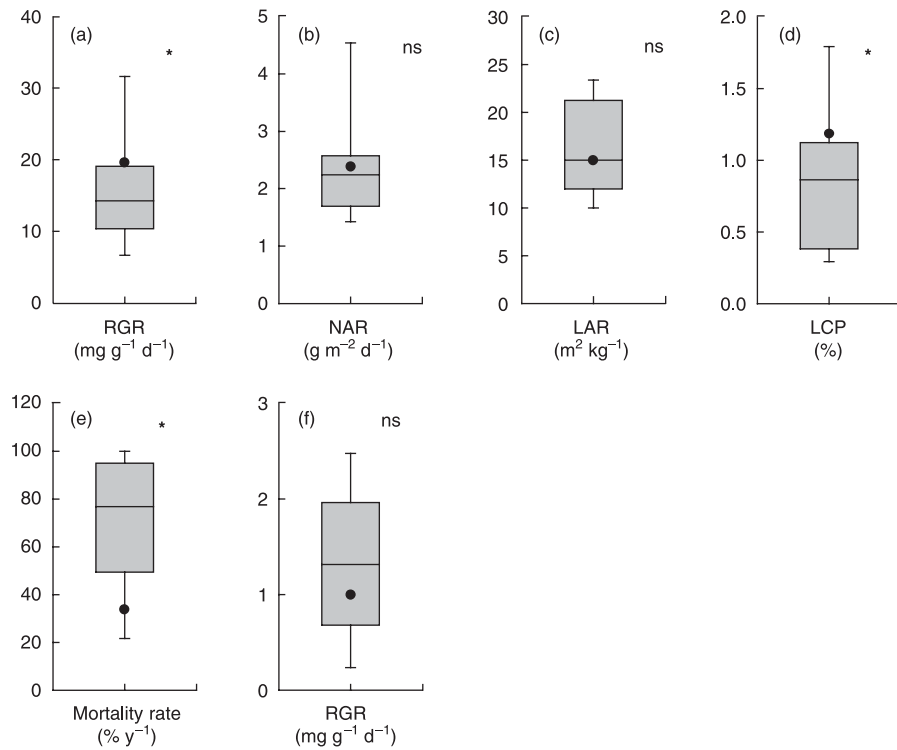 (a)
*
40
30
20
10
0
RGR
(mg g⁻¹ d⁻¹)
(b)
ns
5
4
3
2
1
0
NAR
(g m⁻² d⁻¹)
(c)
ns
30
25
20
15
10
5
0
LAR
(m² kg⁻¹)
(d)
*
2.0
1.5
1.0
0.5
0.0
LCP
(%)
(e)
*
120
100
80
60
40
20
0
Mortality rate
(% y⁻¹)
(f)
ns
3
2
1
0
RGR
(mg g⁻¹ d⁻¹)